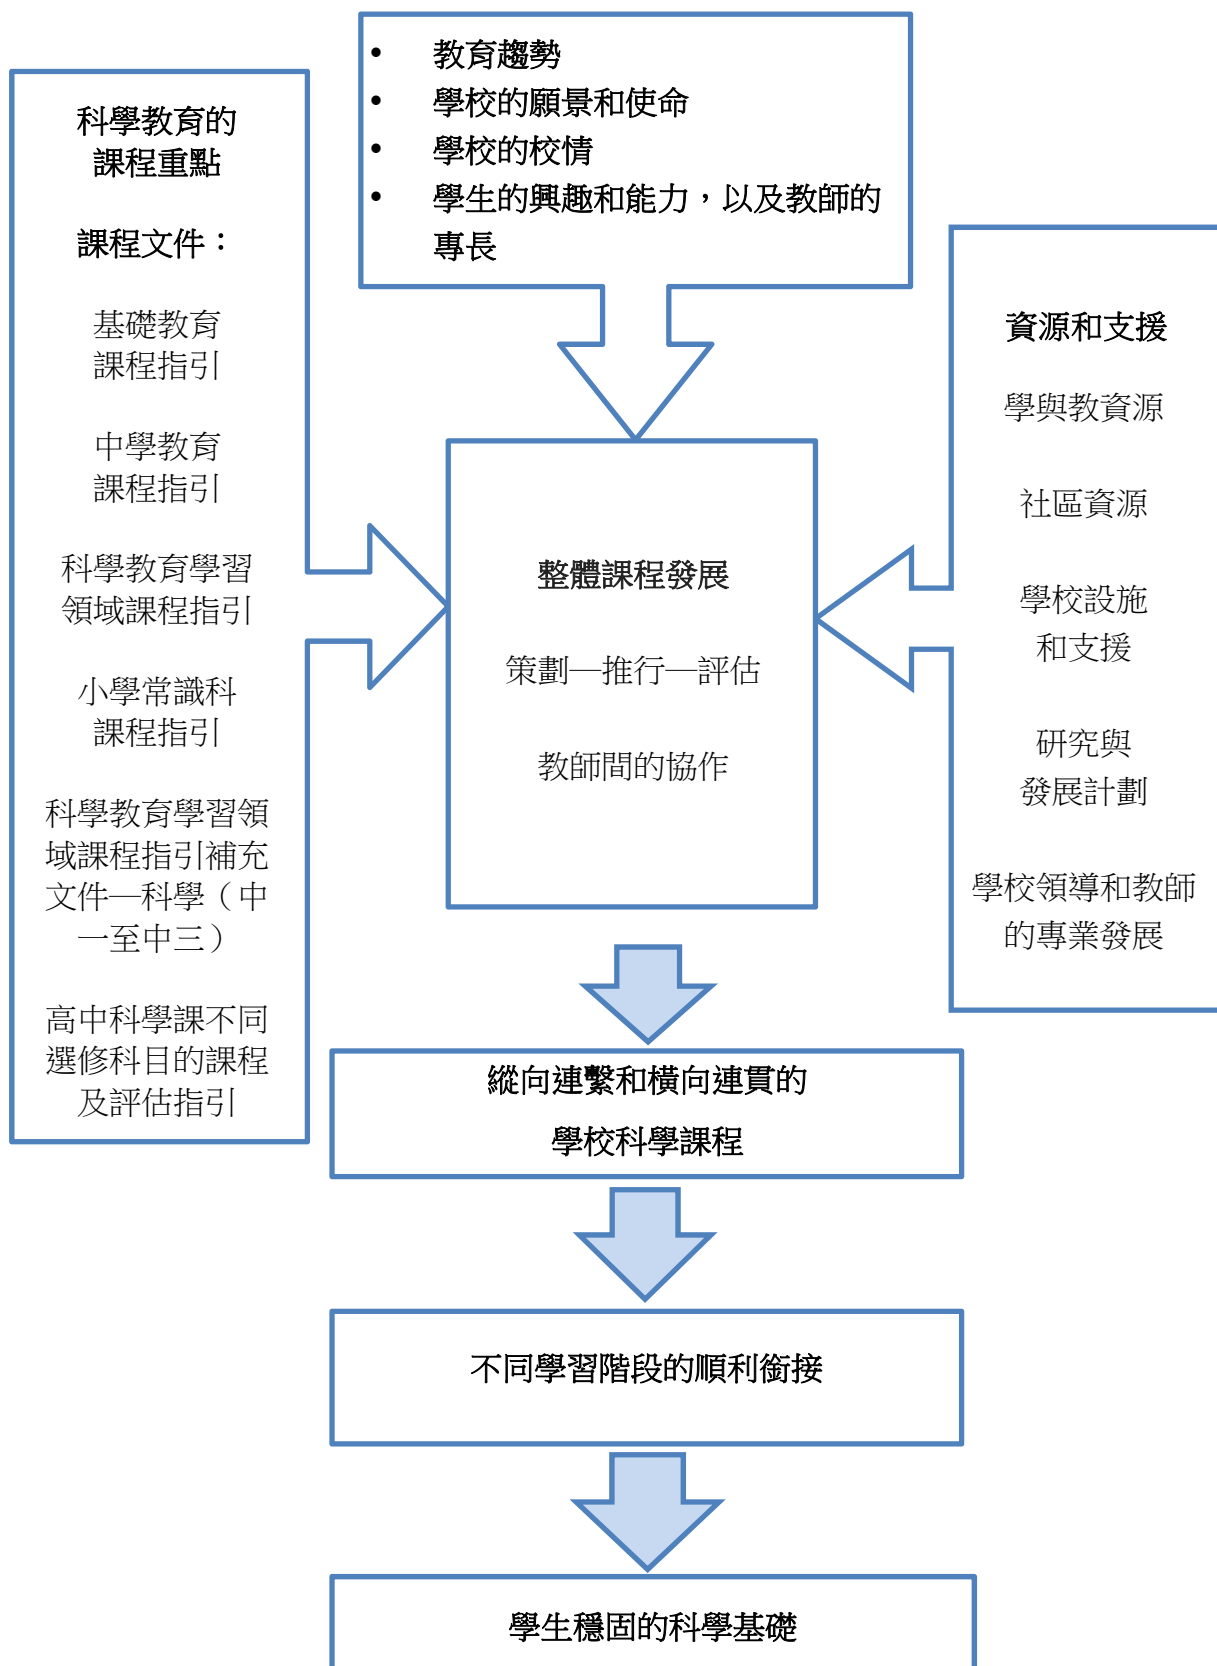 • 教育趨勢
• 學校的願景和使命
• 學校的校情
• 學生的興趣和能力，以及教師的
專長
科學教育的
課程重點
課程文件：
基礎教育
課程指引
中學教育
課程指引
科學教育學習
領域課程指引
小學常識科
課程指引
科學教育學習領
域課程指引補充
文件─科學（中
一至中三）
高中科學課不同
選修科目的課程
及評估指引
整體課程發展
策劃─推行─評估
教師間的協作
資源和支援
學與教資源
社區資源
學校設施
和支援
研究與
發展計劃
學校領導和教師
的專業發展
縱向連繫和橫向連貫的
學校科學課程
不同學習階段的順利銜接
學生穩固的科學基礎